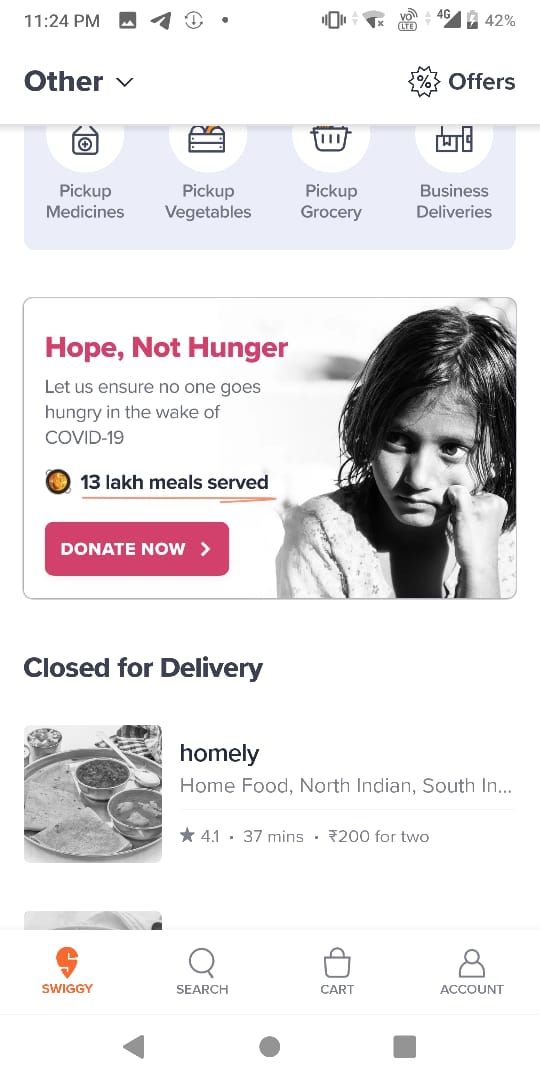 11:24 PM
VO
LTE
4G
42%
Other
Offers
Pickup
Medicines
Pickup
Vegetables
Pickup
Grocery
Business
Deliveries
Hope, Not Hunger
Let us ensure no one goes
hungry in the wake of
COVID-19
13 lakh meals served
DONATE NOW
Closed for Delivery
homely
Home Food, North Indian, South In...
4.1 • 37 mins • ₹200 for two
SWIGGY
SEARCH
CART
ACCOUNT